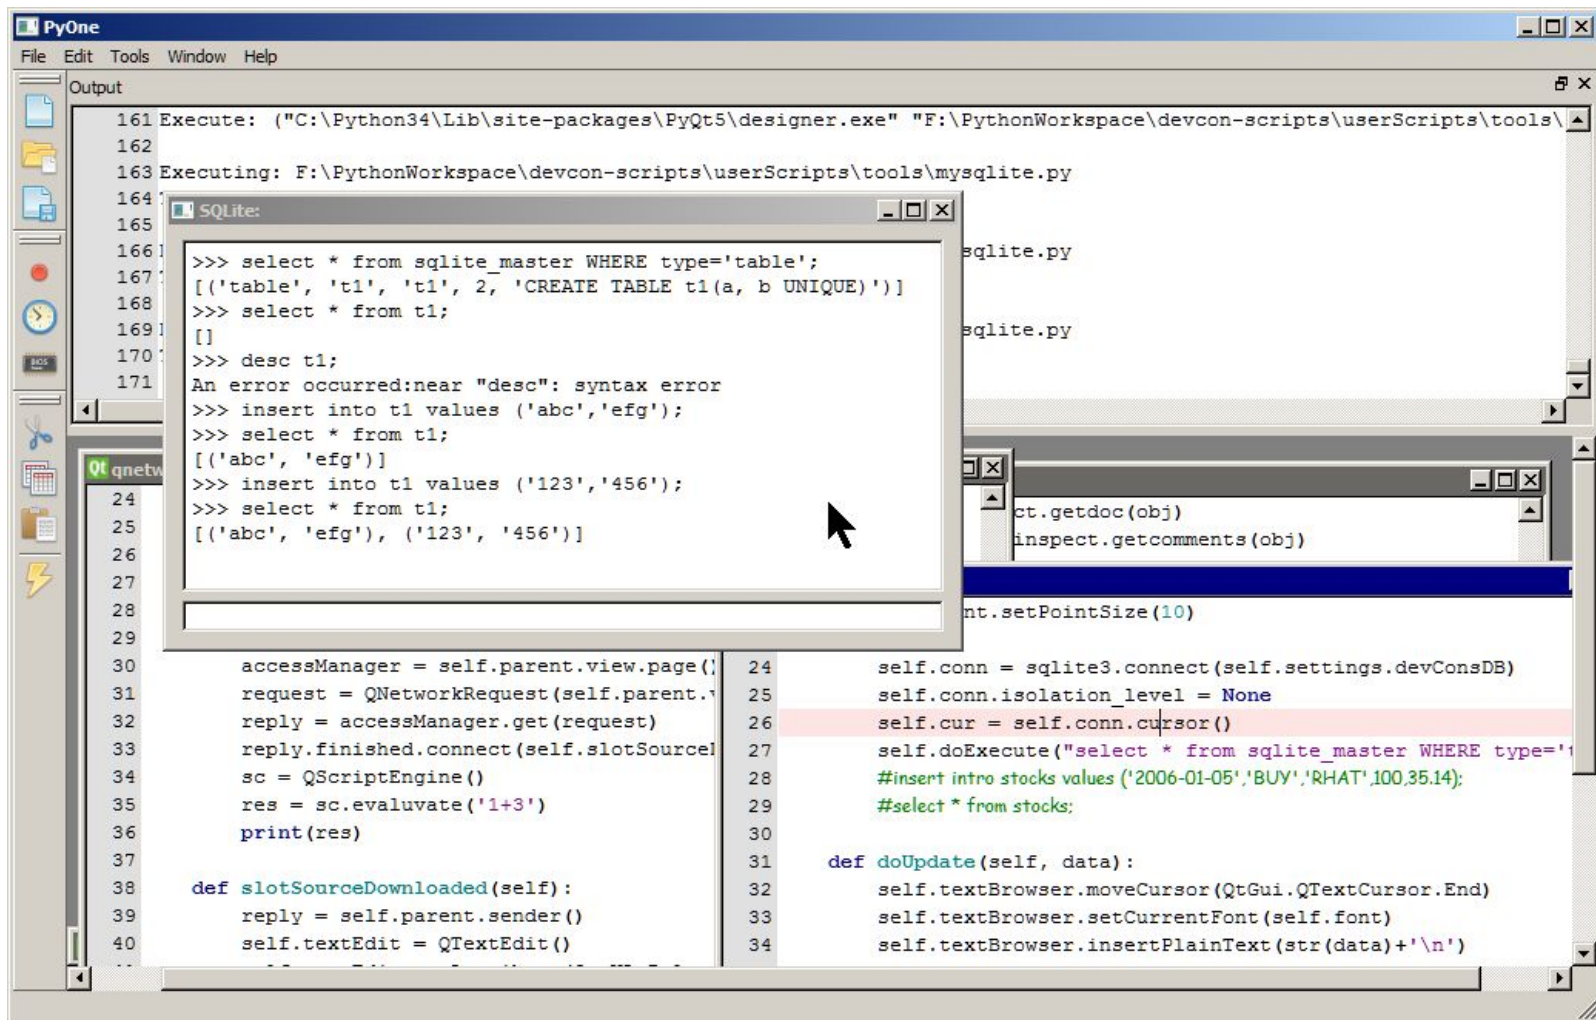 PyOne
File Edit Tools Window Help
Output
161 Execute: ("C:\Python34\Lib\site-packages\PyQt5\designer.exe" "F:\PythonWorkspace\devcon-scripts\userScripts\tools\
162
163 Executing: F:\PythonWorkspace\devcon-scripts\userScripts\tools\mysqlite.py
164
165
166 sqlite.py
167
168
169 sqlite.py
170
171
SQLite:
>>> select * from sqlite_master WHERE type='table';
[('table', 't1', 't1', 2, 'CREATE TABLE t1(a, b UNIQUE)')]
>>> select * from t1;
[]
>>> desc t1;
An error occurred:near "desc": syntax error
>>> insert into t1 values ('abc','efg');
>>> select * from t1;
[('abc', 'efg')]
>>> insert into t1 values ('123','456');
>>> select * from t1;
[('abc', 'efg'), ('123', '456')]
Qt qnetw
24
25
26
27
28
29
30 accessManager = self.parent.view.page()
31 request = QNetworkRequest(self.parent.
32 reply = accessManager.get(request)
33 reply.finished.connect(self.slotSource
34 sc = QScriptEngine()
35 res = sc.evaluvate('1+3')
36 print(res)
37
38 def slotSourceDownloaded(self):
39 reply = self.parent.sender()
40 self.textEdit = QTextEdit()
ct.getdoc(obj)
inspect.getcomments(obj)
nt.setPointSize(10)
24 self.conn = sqlite3.connect(self.settings.devConsDB)
25 self.conn.isolation_level = None
26 self.cur = self.conn.cursor()
27 self.doExecute("select * from sqlite_master WHERE type='t
28 #insert intro stocks values ('2006-01-05','BUY','RHAT',100,35.14);
29 #select * from stocks;
30
31 def doUpdate(self, data):
32 self.textBrowser.moveCursor(QtGui.QTextCursor.End)
33 self.textBrowser.setCurrentFont(self.font)
34 self.textBrowser.insertPlainText(str(data)+'\n')